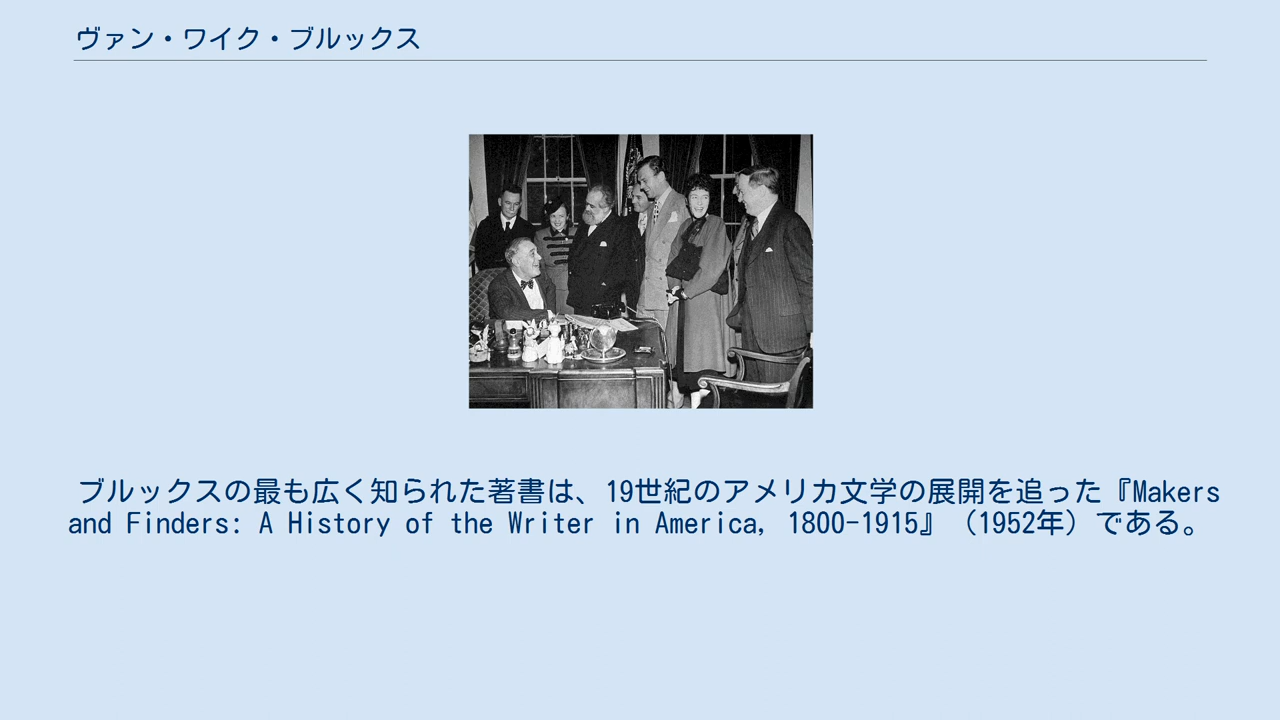 ヴァン・ワイク・ブルックス
ブルックスの最も広く知られた著書は、19世紀のアメリカ文学の展開を追った『Makers
and Finders: A History of the Writer in America, 1800-1915』（1952年）である。